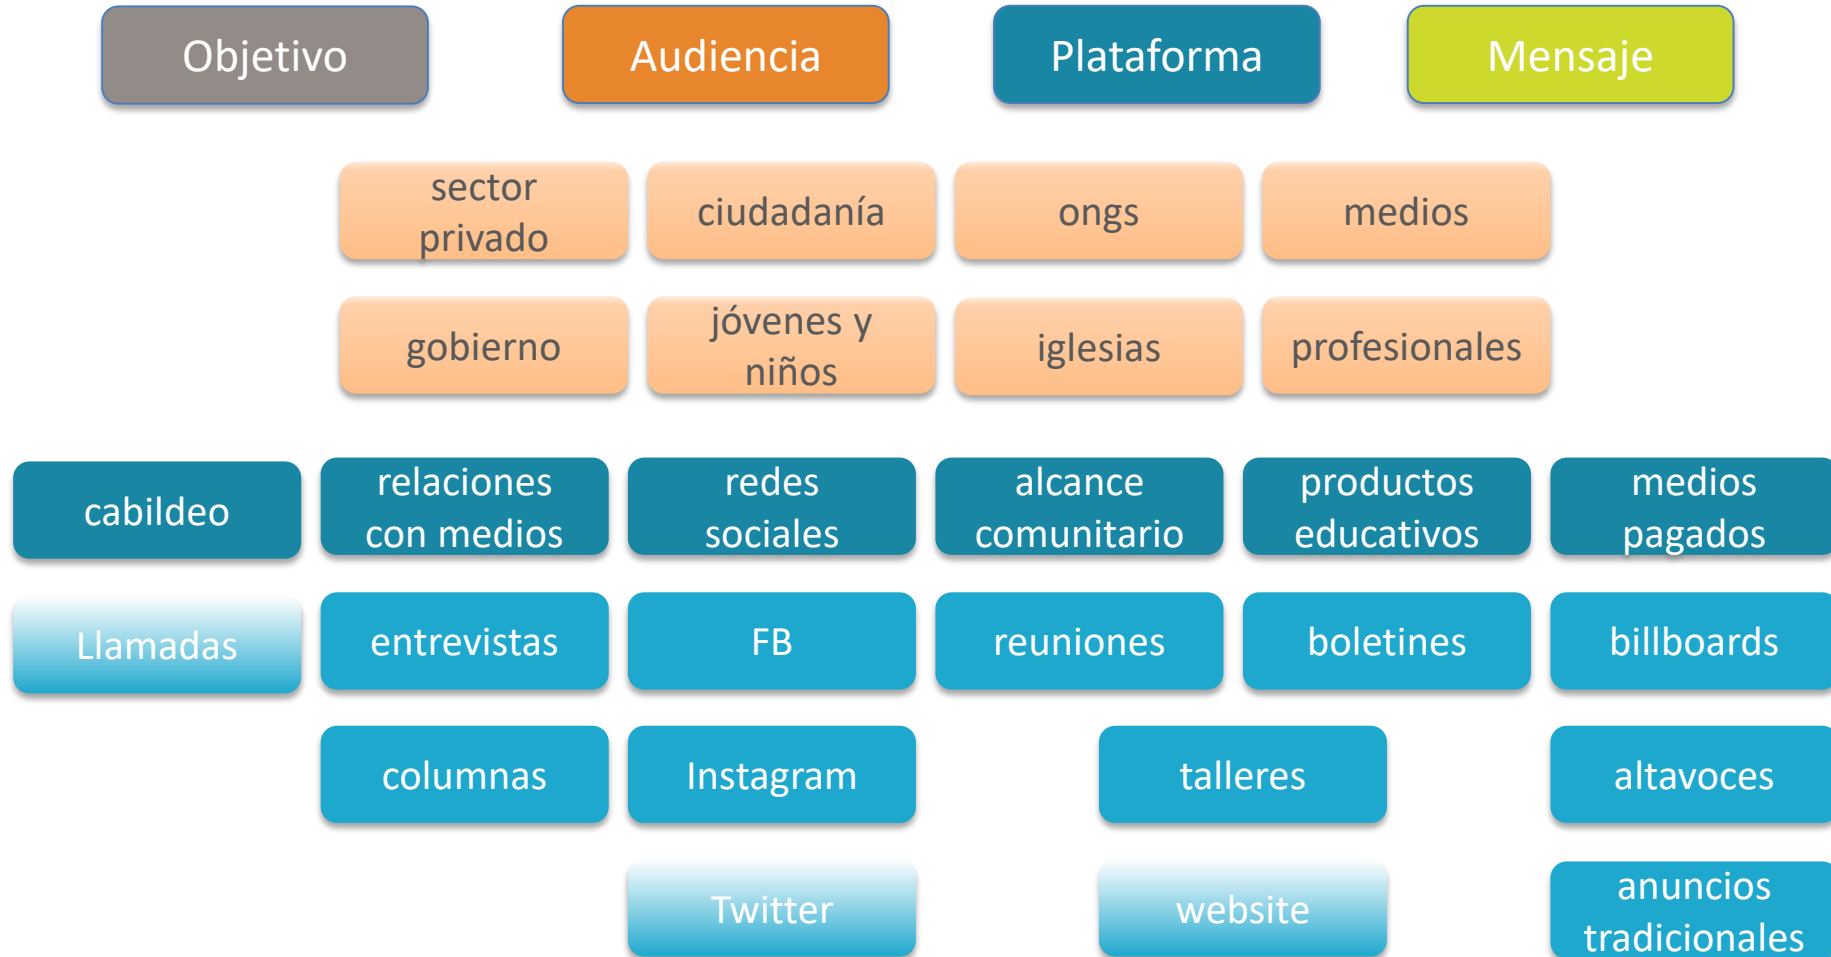 Objetivo
Audiencia
Plataforma
Mensaje
sector
privado
ciudadanía
ongs
medios
gobierno
jóvenes y
niños
iglesias
profesionales
cabildeo
relaciones
con medios
redes
sociales
alcance
comunitario
productos
educativos
medios
pagados
Llamadas
entrevistas
FB
reuniones
boletines
billboards
columnas
Instagram
talleres
altavoces
Twitter
website
anuncios
tradicionales